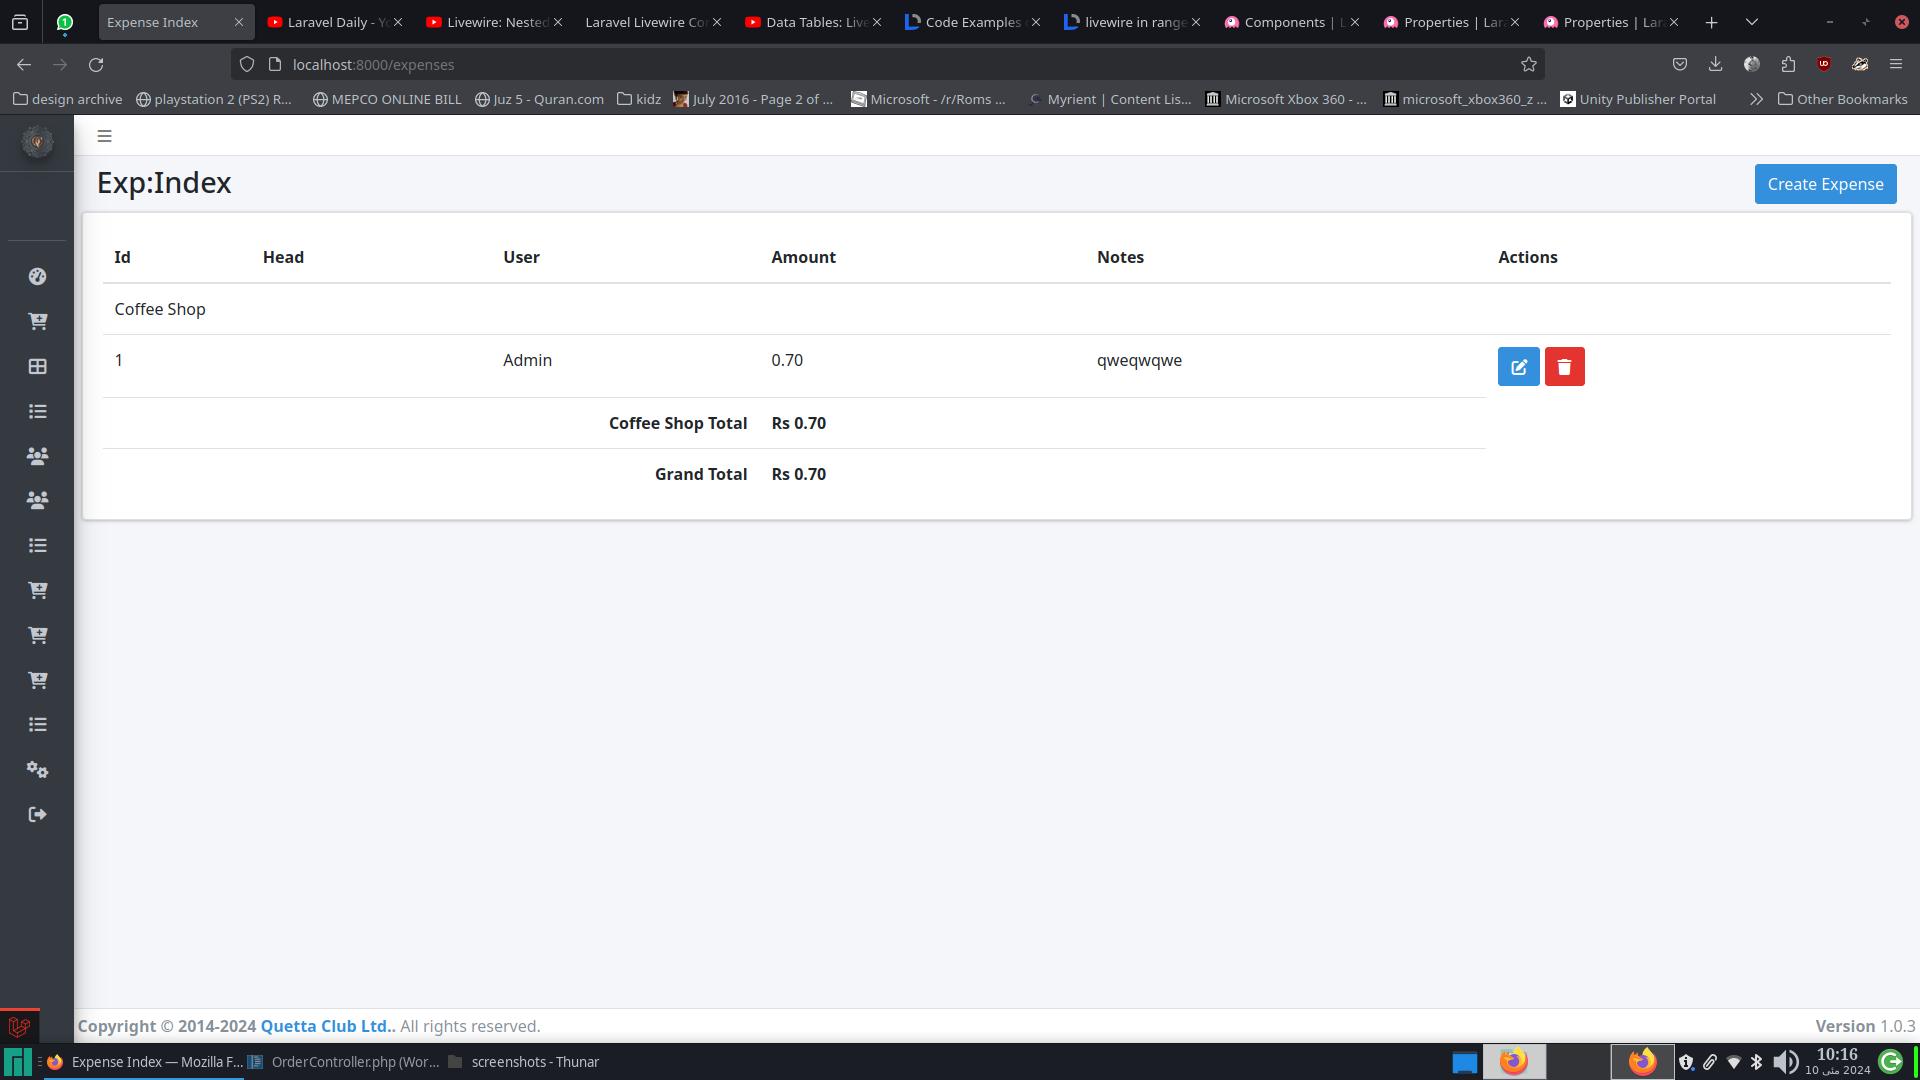 Expense Index
Laravel Daily - Yo
Livewire: Nested
Laravel Livewire Cor
Data Tables: Live
Code Examples
livewire in range
Components | L
Properties | Lara
Properties | Lara
localhost:8000/expenses
design archive
playstation 2 (PS2) R...
MEPCO ONLINE BILL
Juz 5 - Quran.com
kidz
July 2016 - Page 2 of ...
Microsoft - /r/Roms ...
Myrient | Content Lis...
Microsoft Xbox 360 - ...
microsoft_xbox360_z ...
Unity Publisher Portal
Other Bookmarks
Exp:Index
Create Expense
Id Head User Amount Notes Actions
Coffee Shop
1 Admin 0.70 qweqwqwe
Coffee Shop Total Rs 0.70
Grand Total Rs 0.70
Copyright © 2014-2024 Quetta Club Ltd.. All rights reserved.
Version 1.0.3
Expense Index — Mozilla F...
OrderController.php (Wor...
screenshots - Thunar
10:16
10 مئی 2024